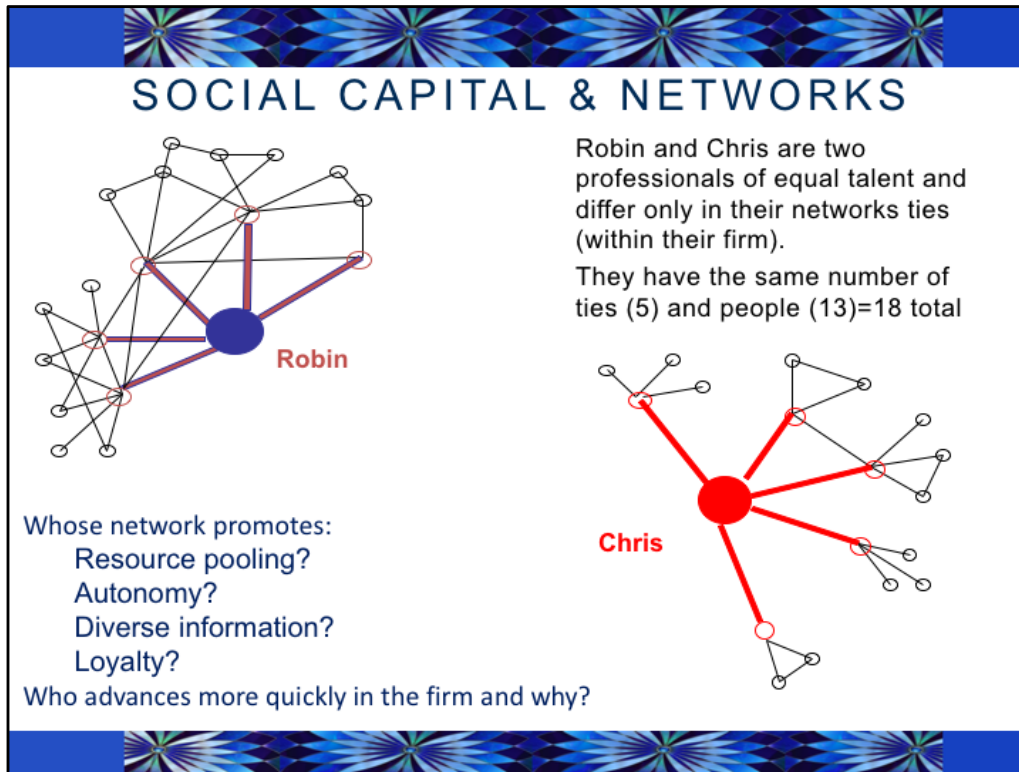 SOCIAL CAPITAL & NETWORKS
Robin and Chris are two
professionals of equal talent and
differ only in their networks ties
(within their firm).
They have the same number of
ties (5) and people (13)=18 total
Robin
Chris
Whose network promotes:
Resource pooling?
Autonomy?
Diverse information?
Loyalty?
Who advances more quickly in the firm and why?